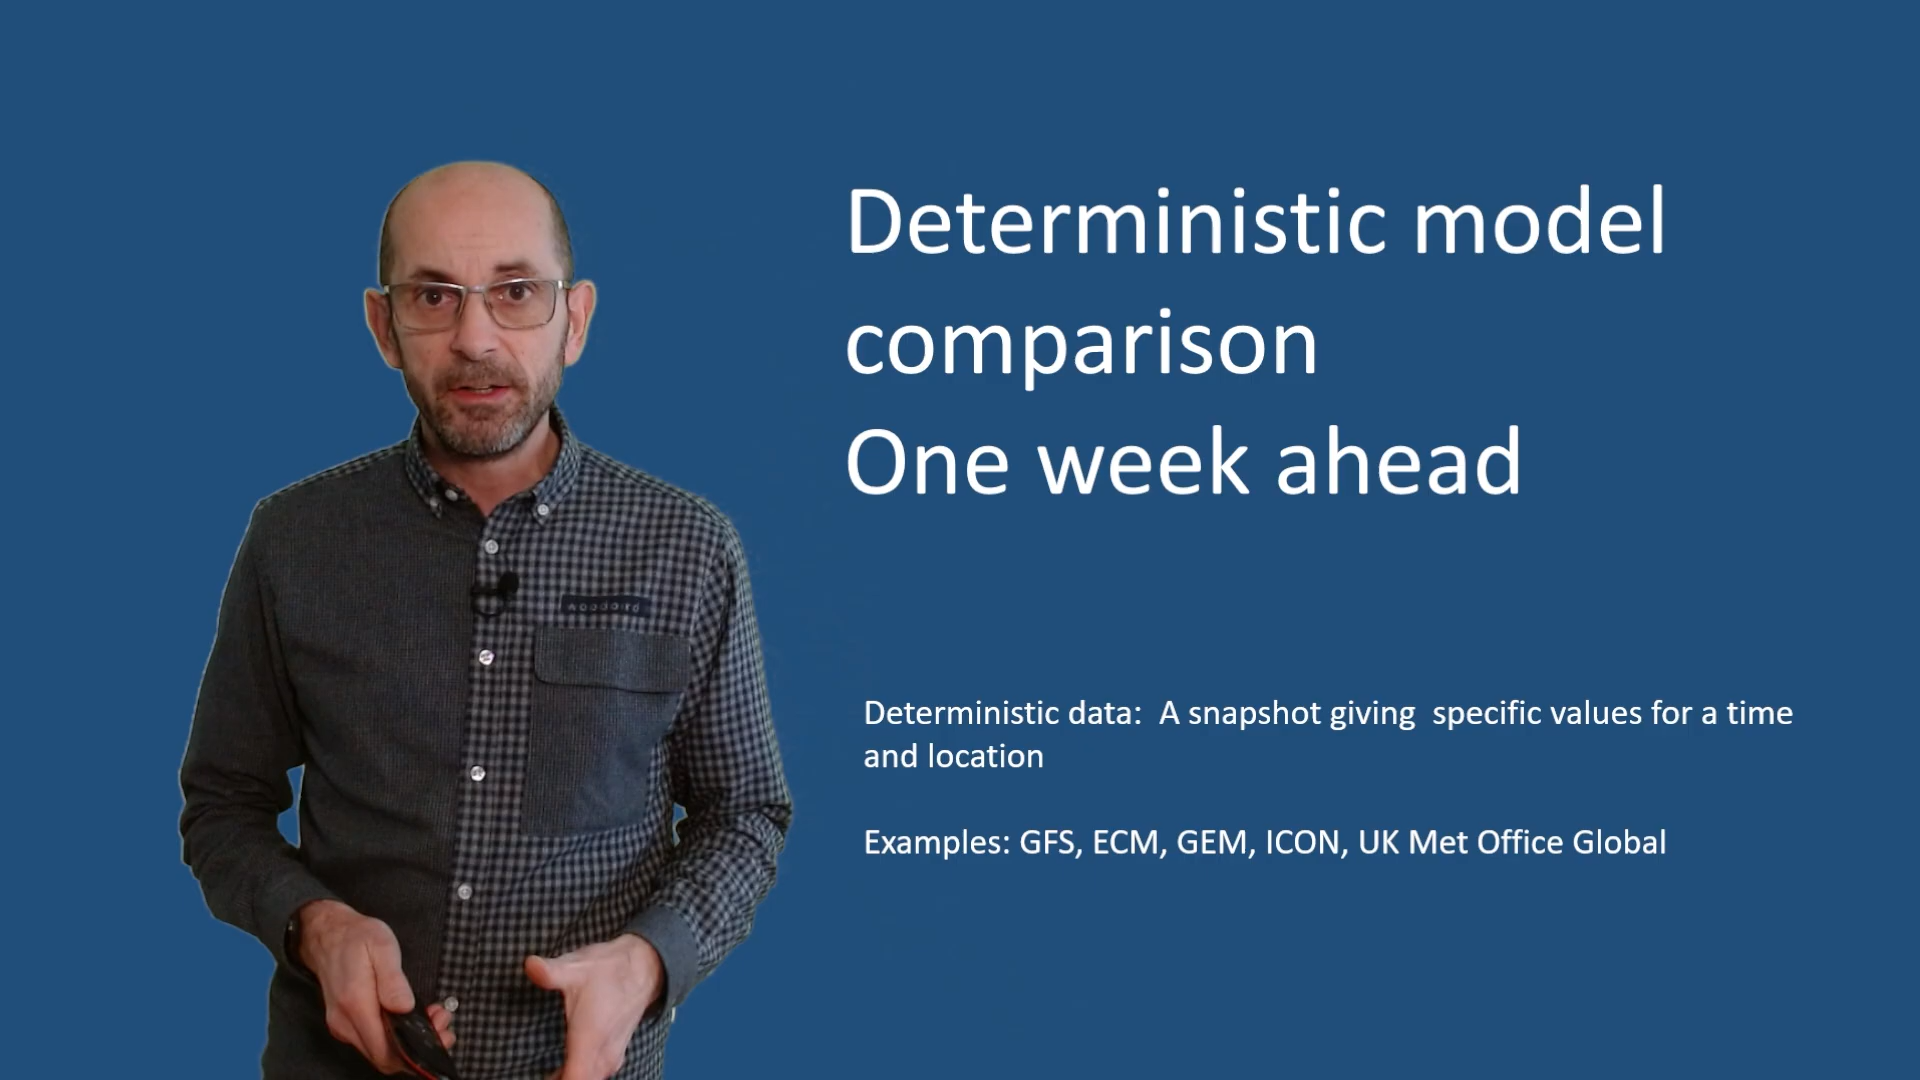 Deterministic model
comparison
One week ahead
woodbird
Deterministic data:  A snapshot giving  specific values for a time
and location
Examples: GFS, ECM, GEM, ICON, UK Met Office Global